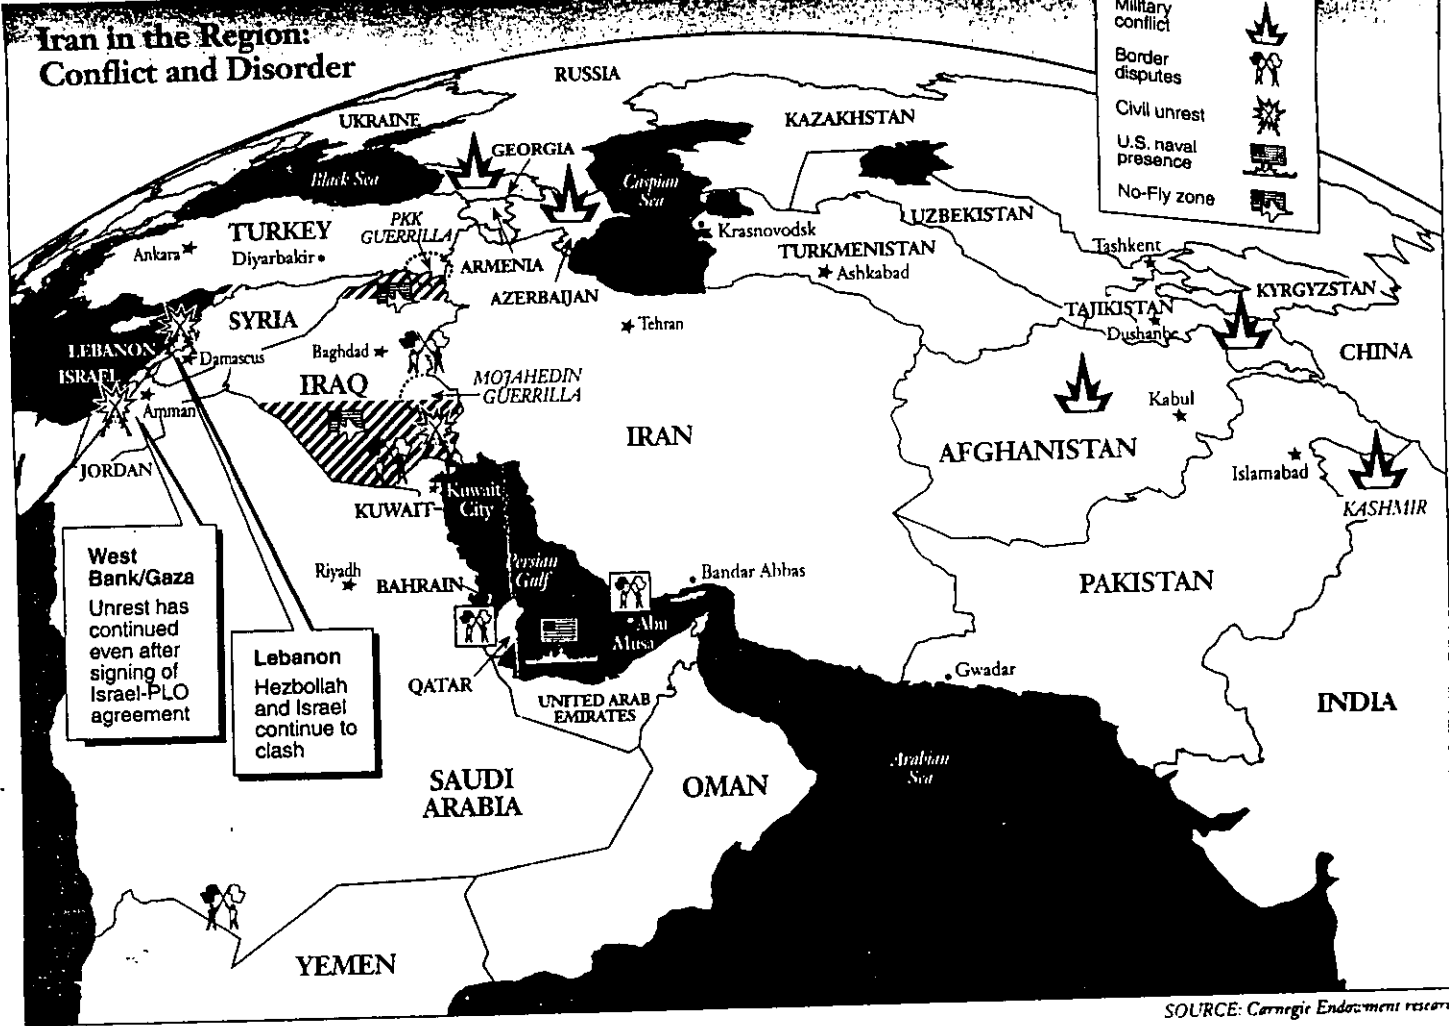 Iran in the Region:
Conflict and Disorder
Military
conflict
Border
disputes
Civil unrest
U.S. naval
presence
No-Fly zone
RUSSIA
UKRAINE
KAZAKHSTAN
GEORGIA
Black Sea
Caspian
Sea
PKK
GUERRILLA
TURKEY
Ankara
Diyarbakir
ARMENIA
AZERBAIJAN
Krasnovodsk
UZBEKISTAN
TURKMENISTAN
Ashkabad
Tashkent
KYRGYZSTAN
TAJIKISTAN
Dushanbe
CHINA
SYRIA
Tehran
LEBANON
Damascus
Baghdad
ISRAEL
IRAQ
MOJAHEDIN
GUERRILLA
Amman
IRAN
Kabul
AFGHANISTAN
Islamabad
KASHMIR
JORDAN
KUWAIT
Kuwait
City
West
Bank/Gaza
Unrest has
continued
even after
signing of
Israel-PLO
agreement
Riyadh
BAHRAIN
Persian
Gulf
Bandar Abbas
PAKISTAN
Abu
Musa
Lebanon
Hezbollah
and Israel
continue to
clash
QATAR
UNITED ARAB
EMIRATES
Gwadar
INDIA
SAUDI
ARABIA
OMAN
Arabian
Sea
YEMEN
SOURCE: Carnegie Endowment